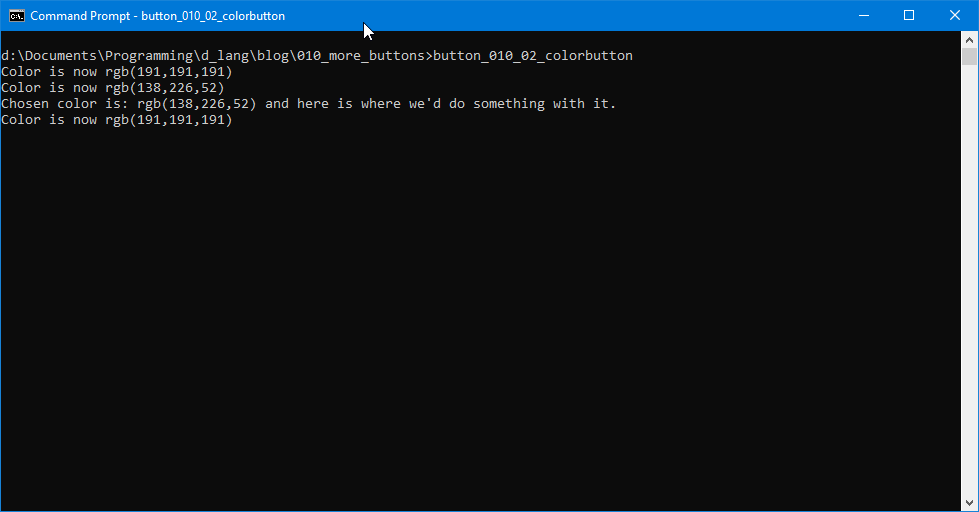 Command Prompt - button_010_02_colorbutton
d:\Documents\Programming\d_lang\blog\010_more_buttons>button_010_02_colorbutton
Color is now rgb(191,191,191)
Color is now rgb(138,226,52)
Chosen color is: rgb(138,226,52) and here is where we'd do something with it.
Color is now rgb(191,191,191)